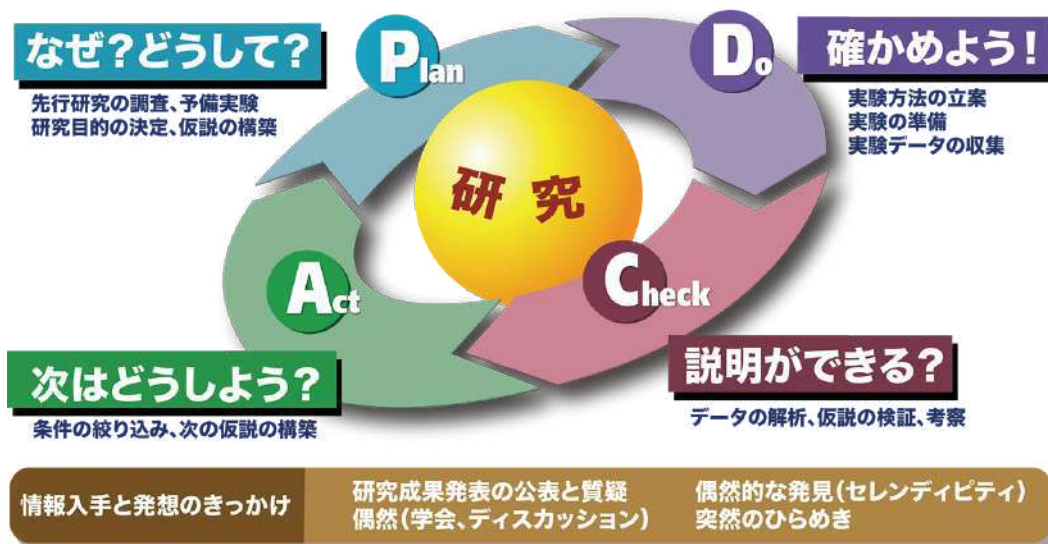 なぜ？どうして？
先行研究の調査、予備実験
研究目的の決定、仮説の構築
Plan
Do
確かめよう！
実験方法の立案
実験の準備
実験データの収集
研究
Act
Check
次はどうしよう？
条件の絞り込み、次の仮説の構築
説明ができる？
データの解析、仮説の検証、考察
情報入手と発想のきっかけ
研究成果発表の公表と質疑
偶然（学会、ディスカッション）
偶然的な発見（セレンディピティ）
突然のひらめき